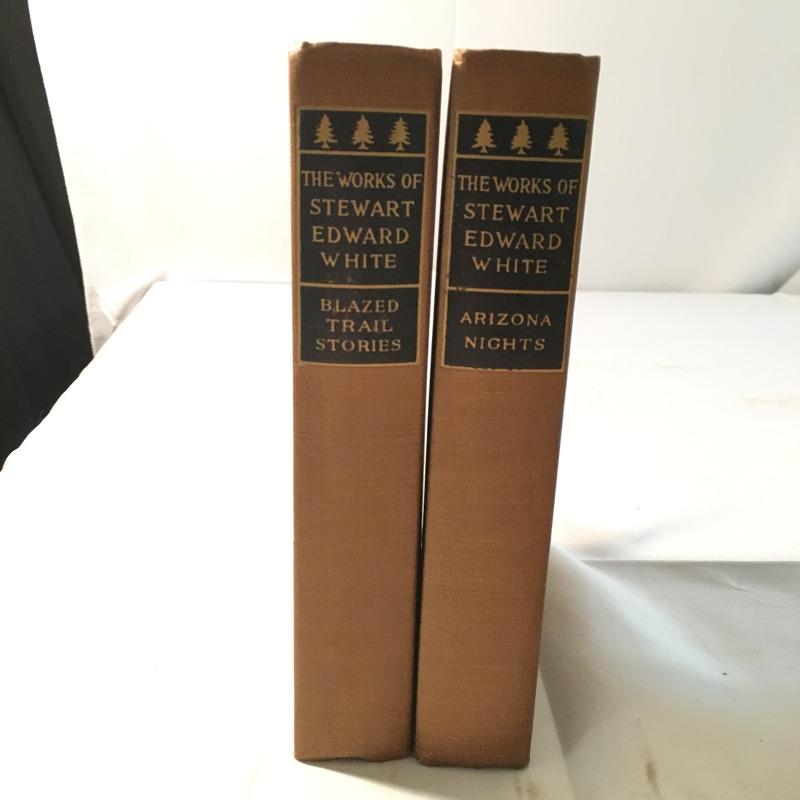 THE WORKS OF
STEWART
EDWARD
WHITE
BLAZED
TRAIL
STORIES
THE WORKS OF
STEWART
EDWARD
WHITE
ARIZONA
NIGHTS